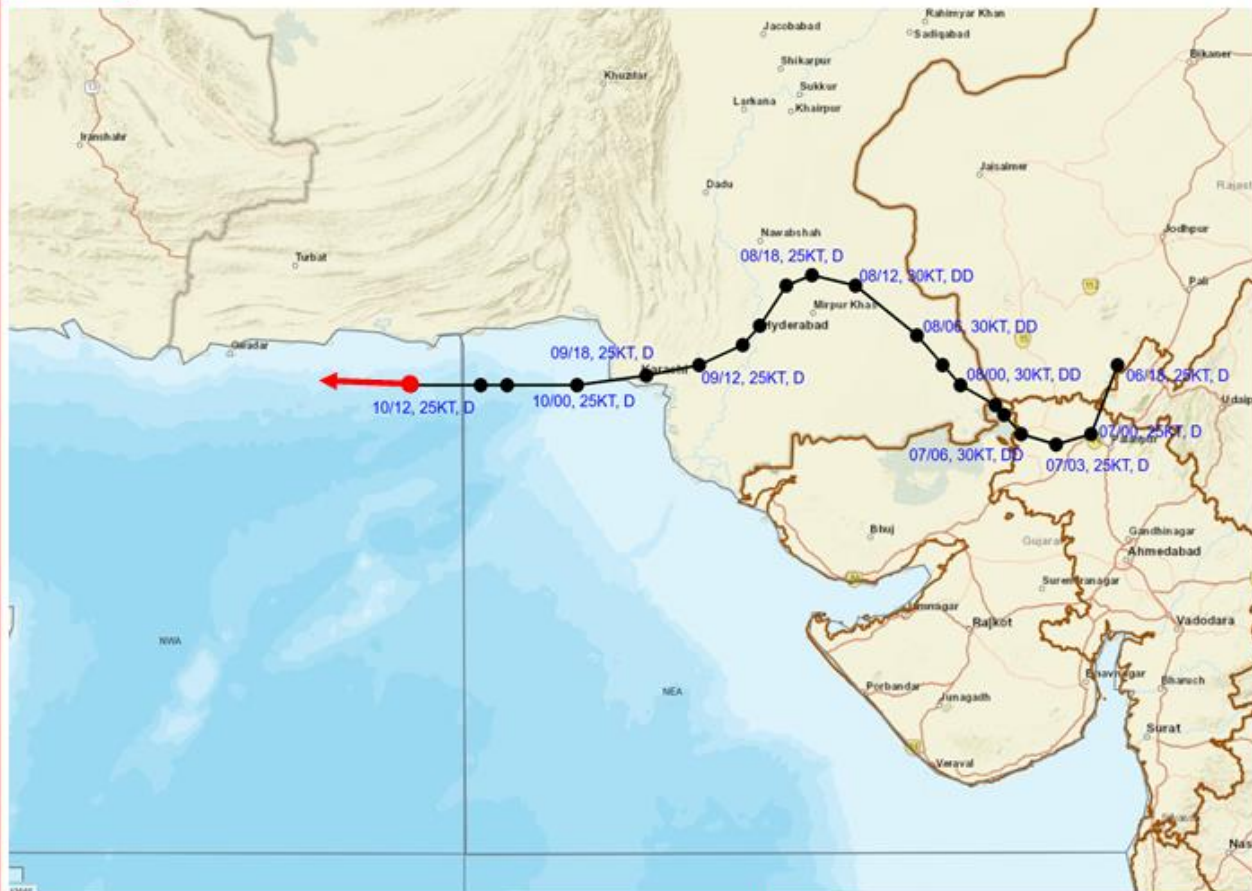 Rahimyar Khan
Jacobabad
Sadiqabad
Bikaner
Shikarpur
Khuzdar
Sukkur
Larkana
Khairpur
Iranshahr
Jaisalmer
Dadu
Nawabshah
Jodhpur
Turbat
08/18, 25KT, D
08/12, 30KT, DD
Pali
Mirpur Khas
Hyderabad
08/06, 30KT, DD
09/18, 25KT, D
Karachi
09/12, 25KT, D
08/00, 30KT, DD
06/18, 25KT, D
10/12, 25KT, D
10/00, 25KT, D
07/00, 25KT, D
07/06, 30KT, DD
07/03, 25KT, D
Bhuj
Gandhinagar
Ahmedabad
Surendranagar
Jamnagar
Rajkot
Vadodara
NWA
NEA
Porbandar
Junagadh
Bhavnagar
Bharuch
Surat
Veraval